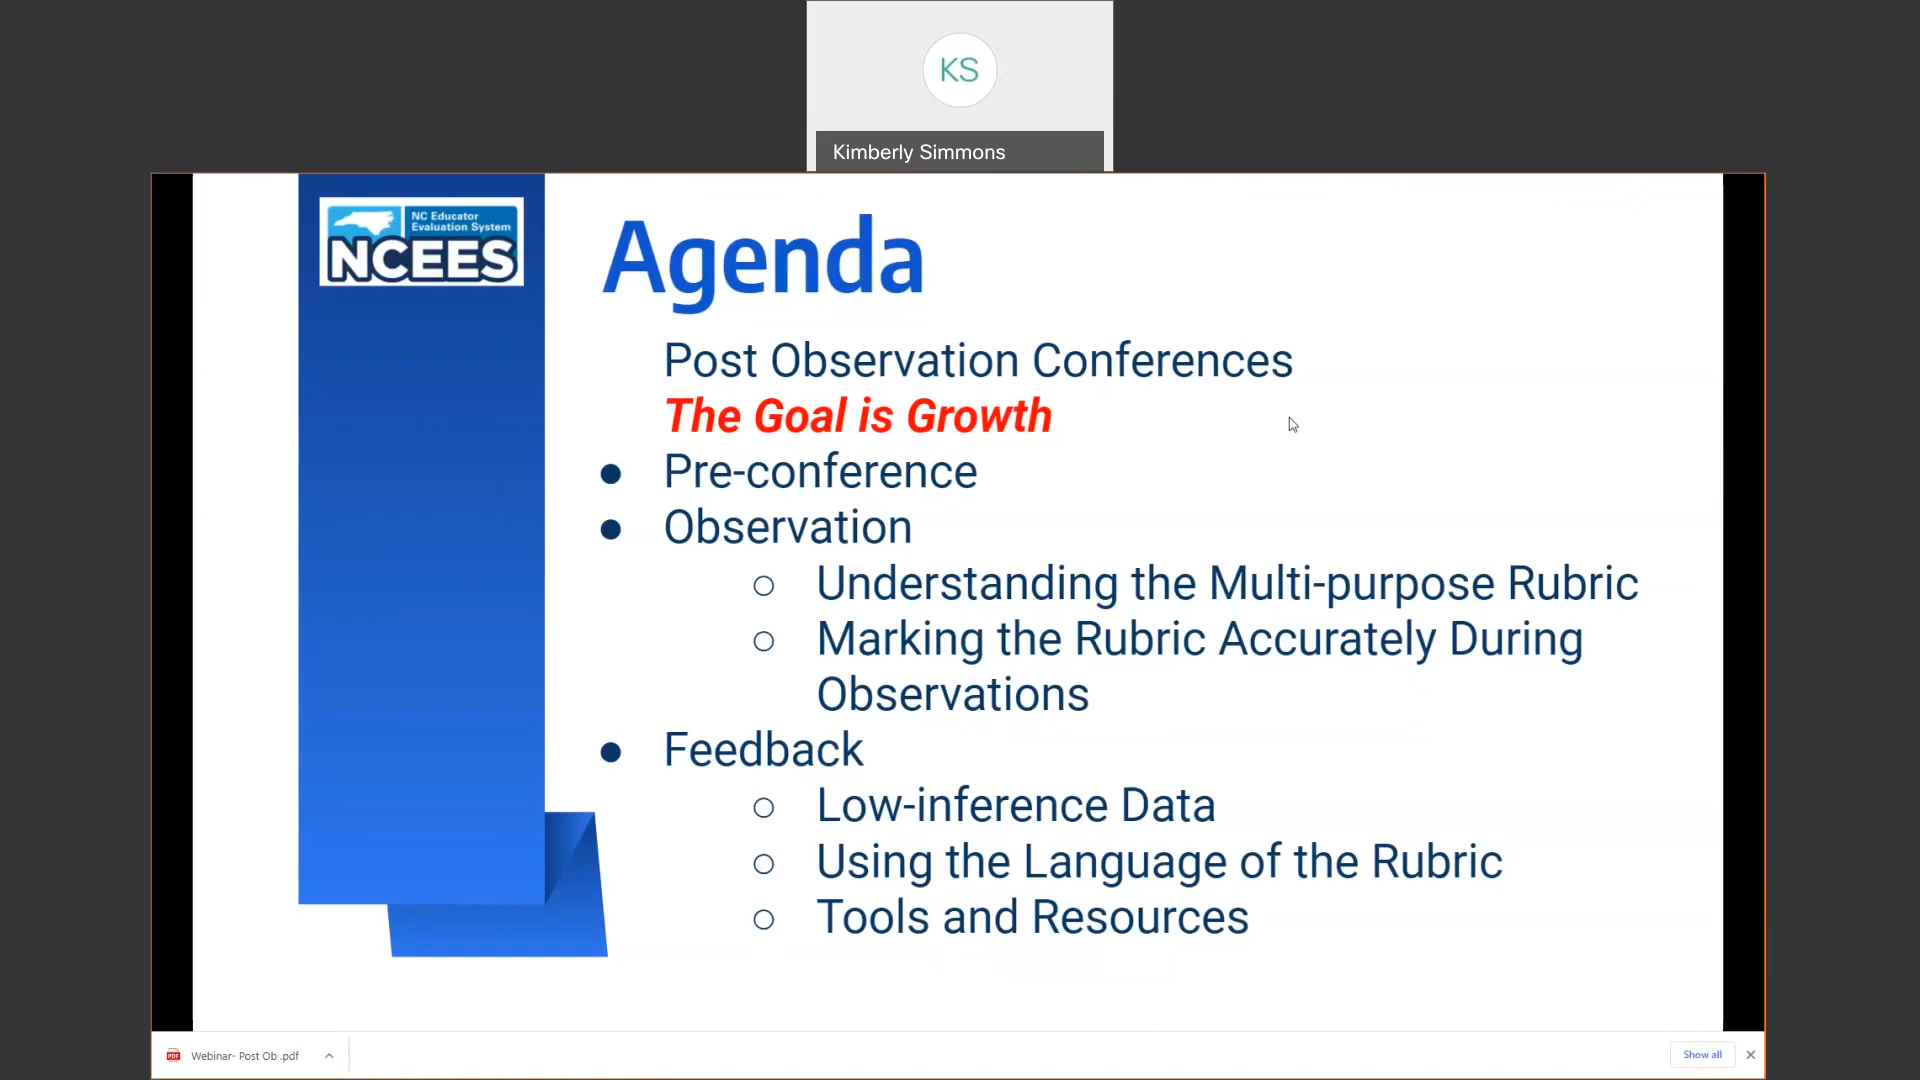 KS
Kimberly Simmons
NC Educator
Evaluation System
NCEES
Agenda
Post Observation Conferences
The Goal is Growth
● Pre-conference
● Observation
○ Understanding the Multi-purpose Rubric
○ Marking the Rubric Accurately During
Observations
● Feedback
○ Low-inference Data
○ Using the Language of the Rubric
○ Tools and Resources
PDF
Webinar- Post Ob .pdf
Show all